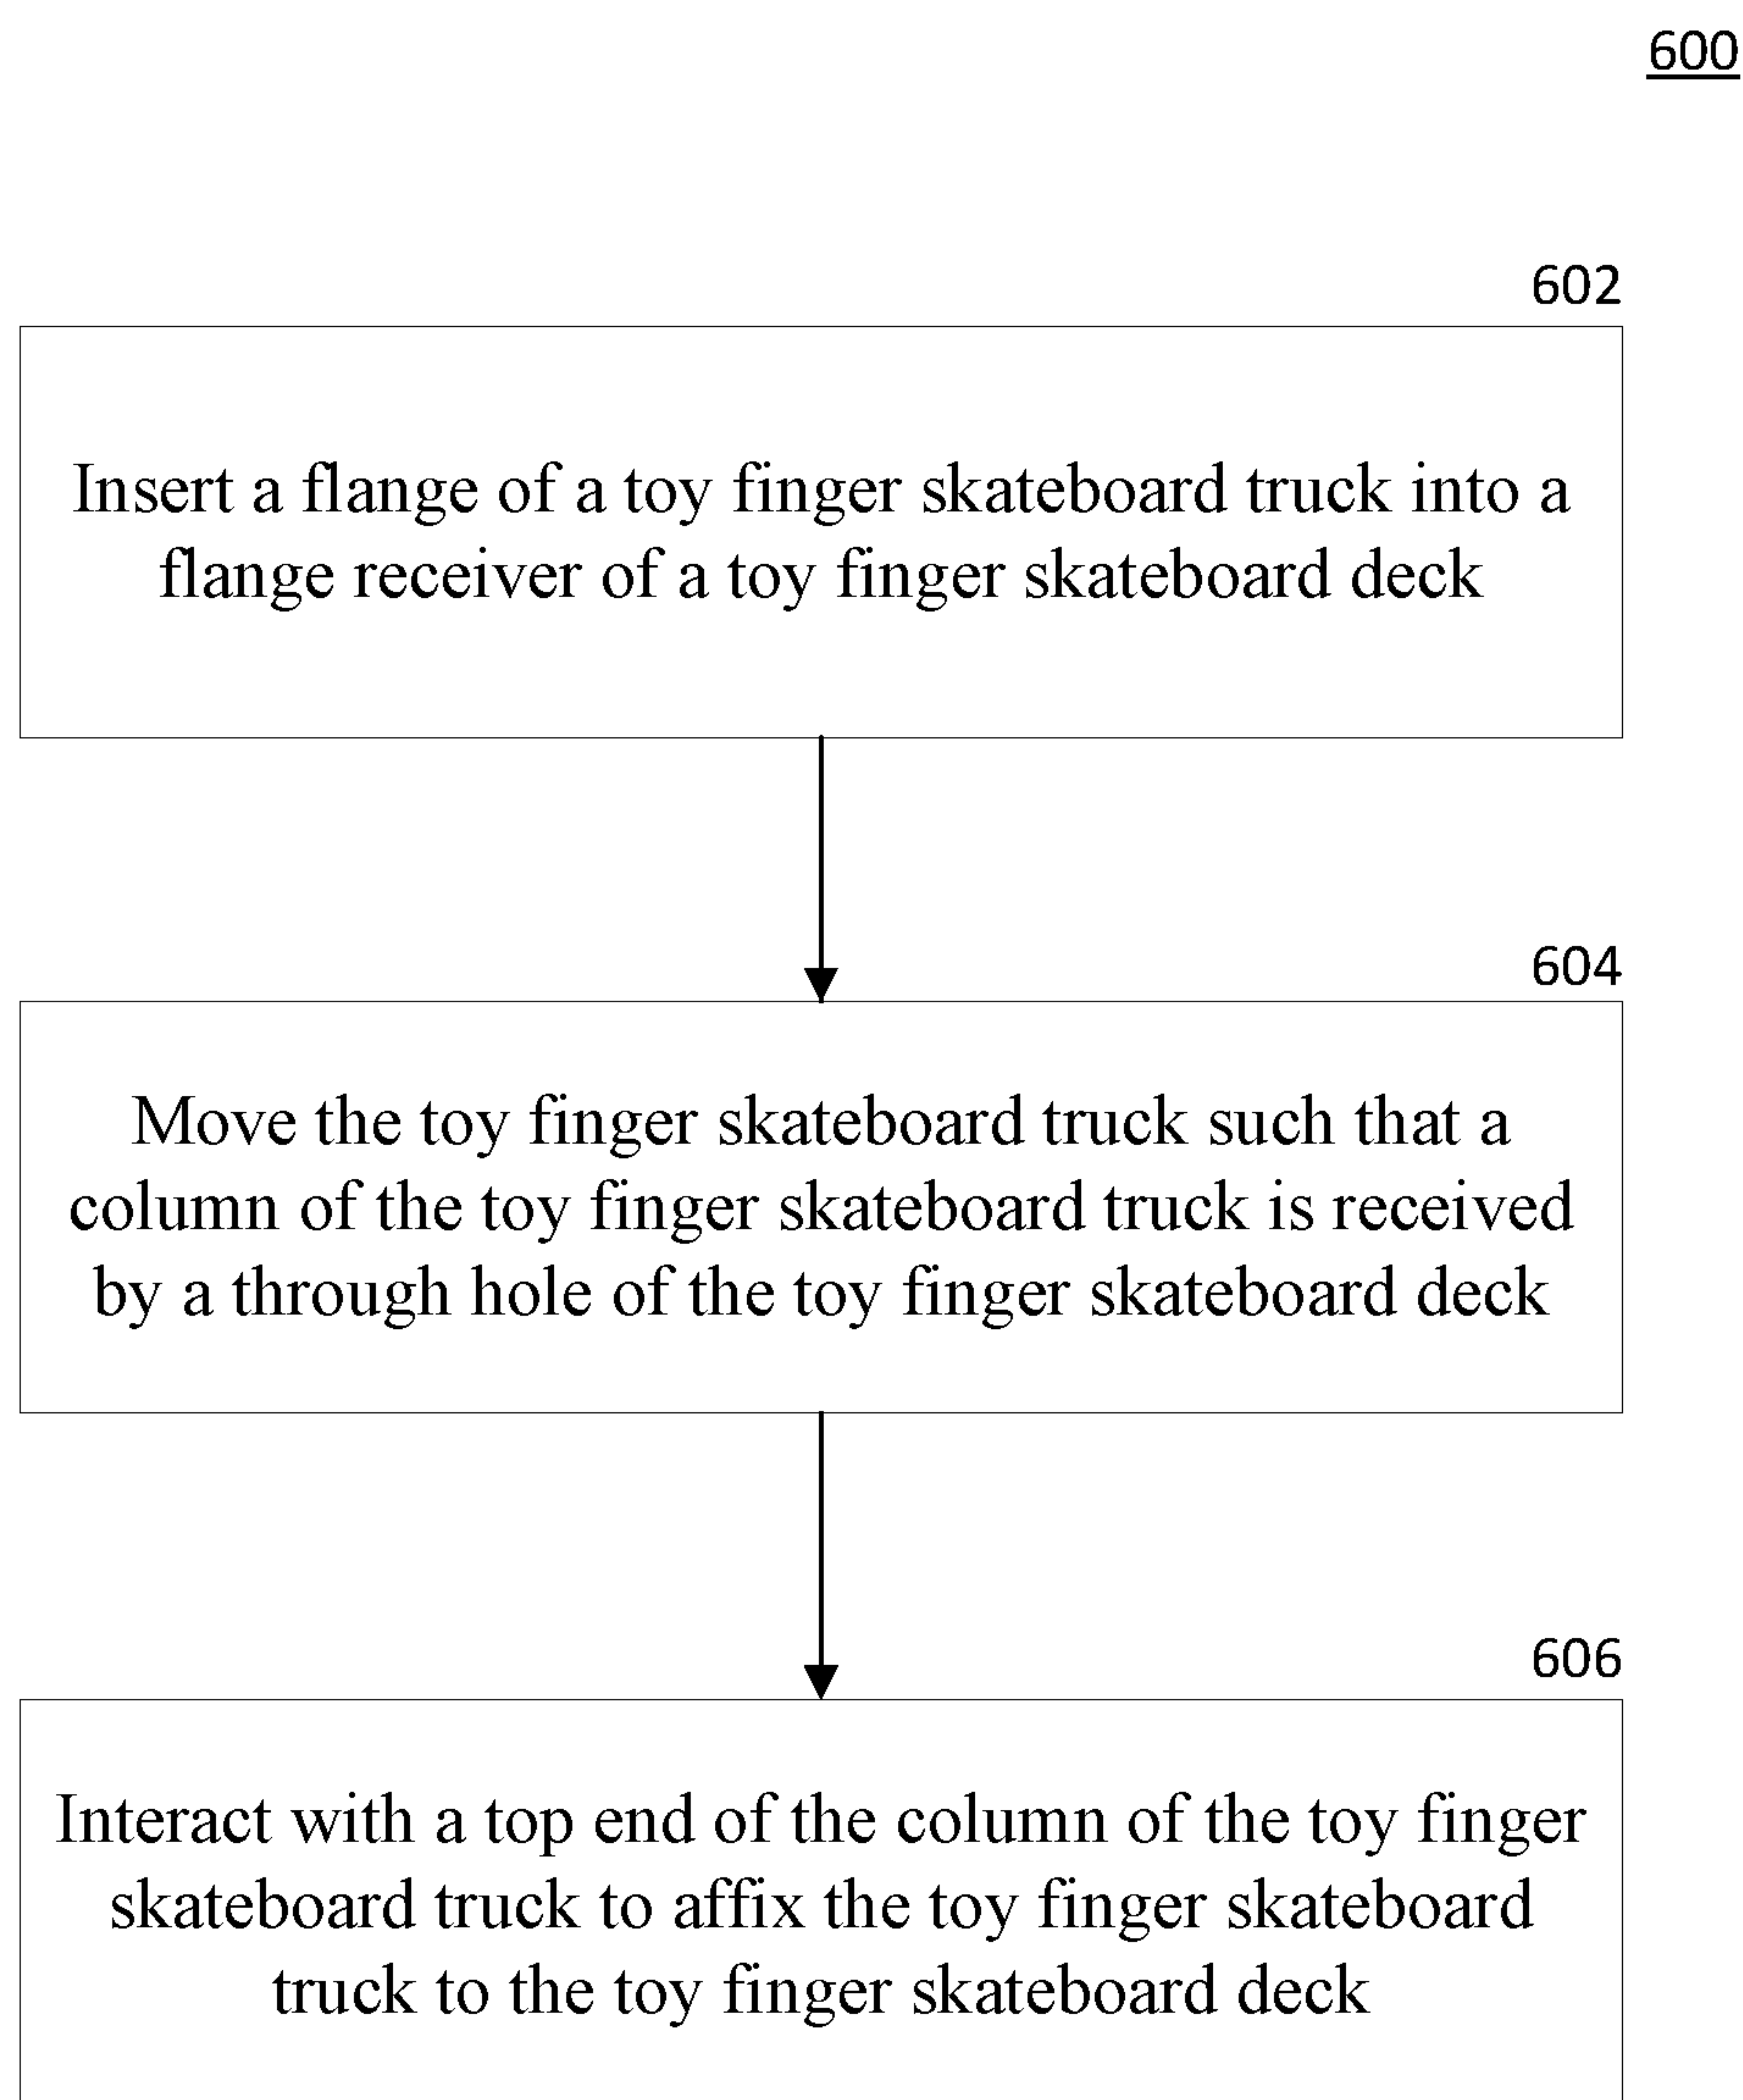 600
602
Insert a flange of a toy finger skateboard truck into a
flange receiver of a toy finger skateboard deck
604
Move the toy finger skateboard truck such that a
column of the toy finger skateboard truck is received
by a through hole of the toy finger skateboard deck
606
Interact with a top end of the column of the toy finger
skateboard truck to affix the toy finger skateboard
truck to the toy finger skateboard deck